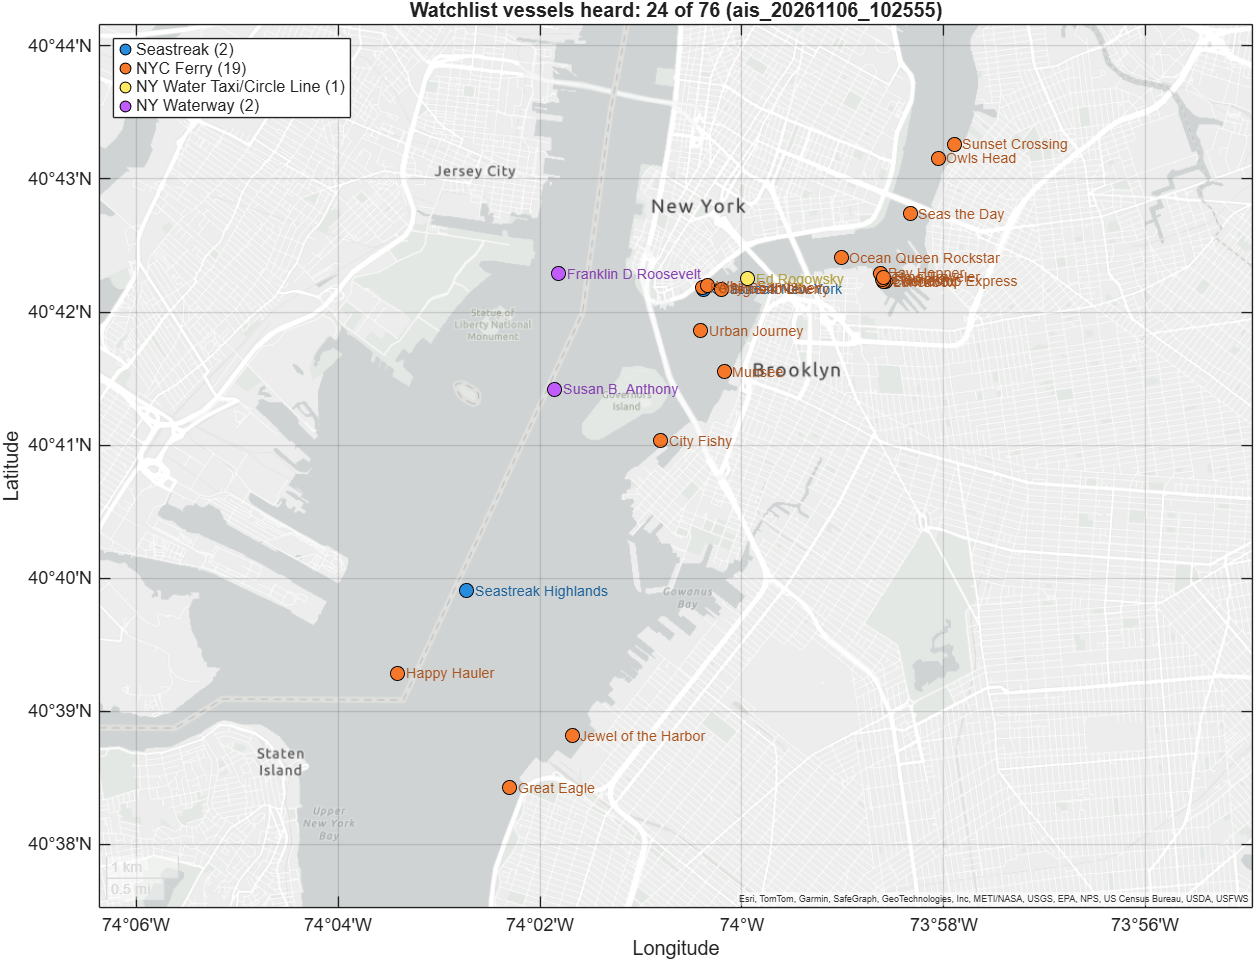 Watchlist vessels heard: 24 of 76 (ais_20261106_102555)
Seastreak (2)
NYC Ferry (19)
NY Water Taxi/Circle Line (1)
NY Waterway (2)
40°44'N
40°43'N
40°42'N
40°41'N
40°40'N
40°39'N
40°38'N
Latitude
Jersey City
New York
Sunset Crossing
Owls Head
Seas the Day
Ocean Queen Rockstar
Bay Hopper
Express
Franklin D Roosevelt
Ed Rogowsky
Statue of
Liberty National
Monument
Urban Journey
Munsee
Brooklyn
Susan B. Anthony
Governors
Island
City Fishy
Seastreak Highlands
Gowanus
Bay
Happy Hauler
Jewel of the Harbor
Staten
Island
Great Eagle
Upper
New York
Bay
1 km
0.5 mi
Esri, TomTom, Garmin, SafeGraph, GeoTechnologies, Inc, METI/NASA, USGS, EPA, NPS, US Census Bureau, USDA, USFWS
74°06'W
74°04'W
74°02'W
74°W
73°58'W
73°56'W
Longitude